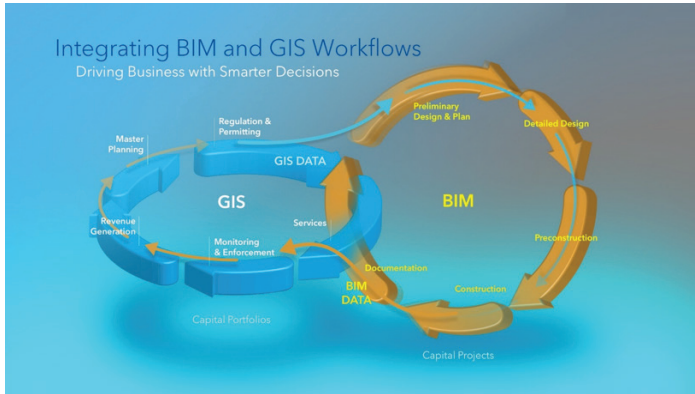 Integrating BIM and GIS Workflows
Driving Business with Smarter Decisions
Regulation &
Permitting
Master
Planning
GIS DATA
Preliminary
Design & Plan
Detailed Design
GIS
BIM
Revenue
Generation
Services
Monitoring
& Enforcement
Preconstruction
Documentation
BIM
DATA
Construction
Capital Portfolios
Capital Projects